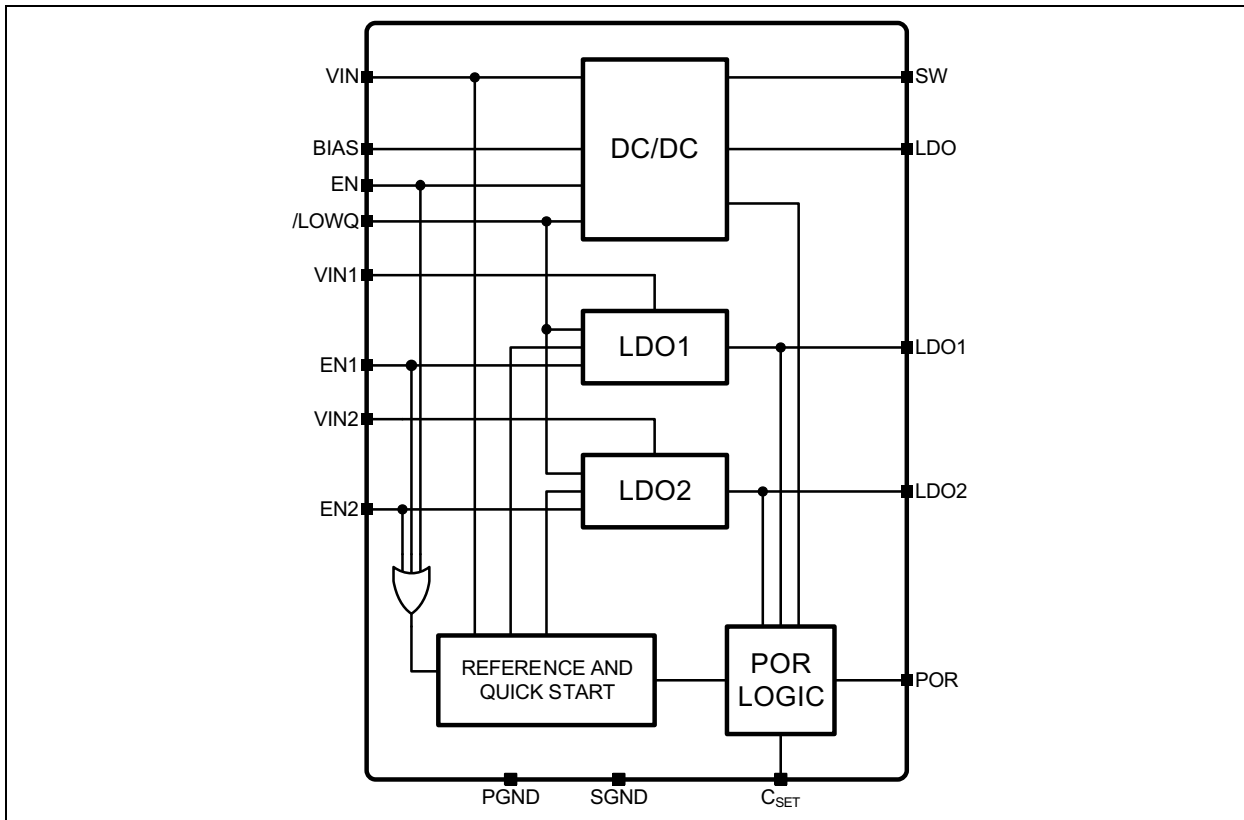 VIN
SW
BIAS
DC/DC
LDO
EN
/LOWQ
VIN1
LDO1
LDO1
EN1
VIN2
LDO2
LDO2
EN2
REFERENCE AND
QUICK START
POR
LOGIC
POR
PGND
SGND
CSET